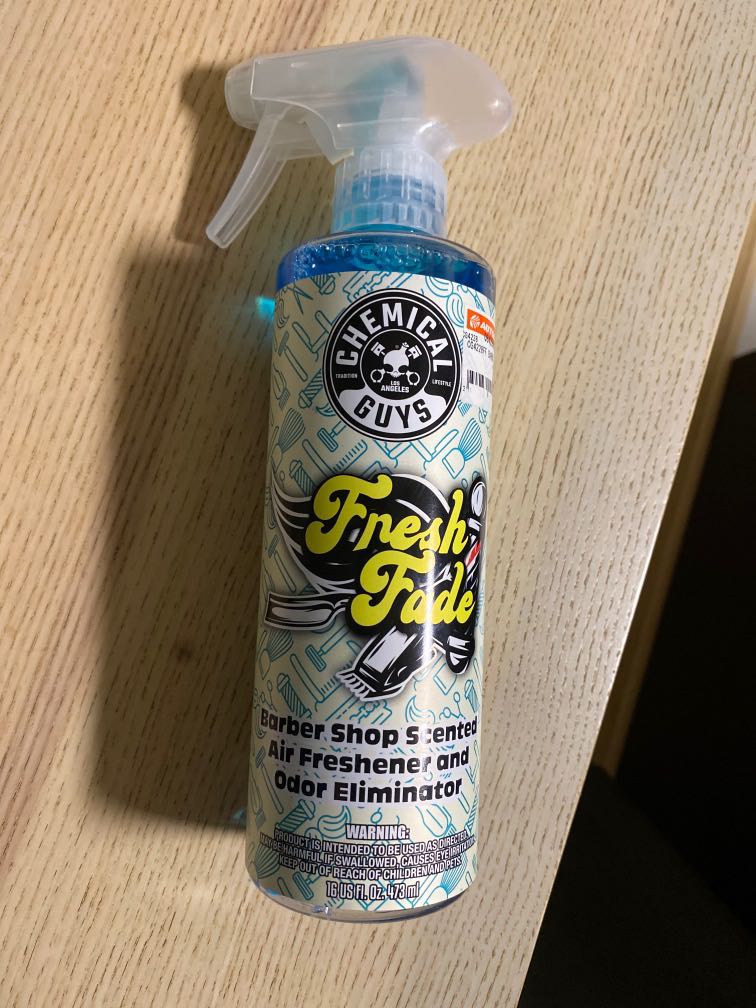 CHEMICAL
TRADITION
LOS
ANGELES
LIFESTYLE
GUYS
Fresh
Fade
Barber Shop Scented
Air Freshener and
Odor Eliminator
WARNING:
PRODUCT IS INTENDED TO BE USED AS DIRECTED.
MAY BE HARMFUL IF SWALLOWED. CAUSES EYE IRRITATION.
KEEP OUT OF REACH OF CHILDREN AND PETS.
16 US Fl. Oz. 473 ml